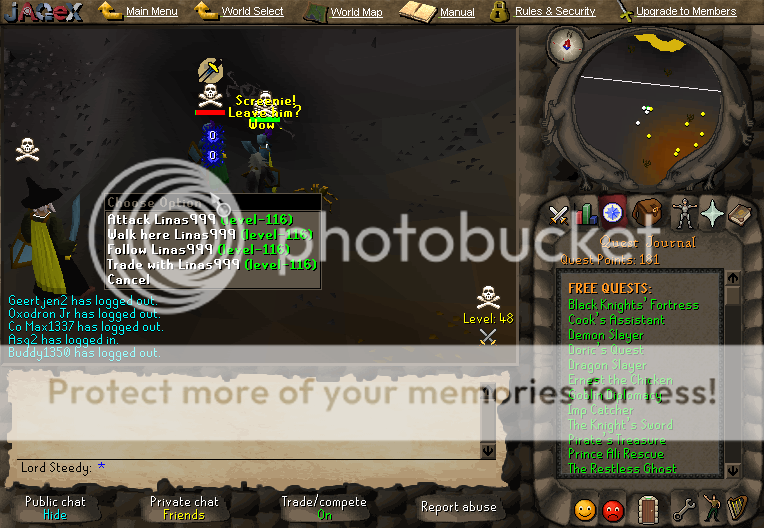 JAGEX Main Menu World Select World Map Manual Rules & Security Upgrade to Members
Screenie!
Leave him?
Wow .
0
0
Choose Option
Attack Linas999 (level-116)
Walk here Linas999 (level-116)
Follow Linas999 (level-116)
Trade with Linas999 (level-116)
Cancel
photobucket
Geertjen2 has logged out.
Oxodron Jr has logged out.
Co Max1337 has logged out.
Asg2 has logged in.
Buddy1350 has logged out.
Level: 48
Quest Journal
Quest Points: 181
FREE QUESTS:
Black Knights' Fortress
Cook's Assistant
Demon Slayer
Doric's Quest
Dragon Slayer
Ernest the Chicken
Goblin Diplomacy
Imp Catcher
The Knight's Sword
Pirate's Treasure
Prince Ali Rescue
The Restless Ghost
Protect more of your memories for less!
Lord Steedy: *
Public chat
Hide
Private chat
Friends
Trade/compete
On
Report abuse